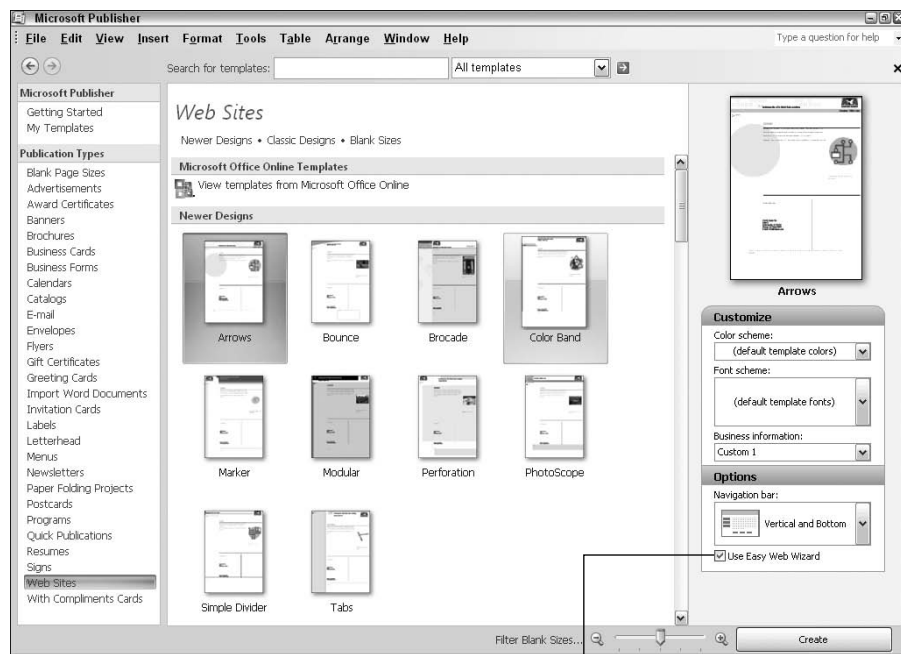 Microsoft Publisher
File Edit View Insert Format Tools Table Arrange Window Help
Type a question for help
Search for templates: All templates
Microsoft Publisher
Getting Started
My Templates
Publication Types
Blank Page Sizes
Advertisements
Award Certificates
Banners
Brochures
Business Cards
Business Forms
Calendars
Catalogs
E-mail
Envelopes
Flyers
Gift Certificates
Greeting Cards
Import Word Documents
Invitation Cards
Labels
Letterhead
Menus
Newsletters
Paper Folding Projects
Postcards
Programs
Quick Publications
Resumes
Signs
Web Sites
With Compliments Cards
Web Sites
Newer Designs • Classic Designs • Blank Sizes
Microsoft Office Online Templates
View templates from Microsoft Office Online
Newer Designs
Arrows Bounce Brocade Color Band
Marker Modular Perforation PhotoScope
Simple Divider Tabs
Arrows
Customize
Color scheme:
(default template colors)
Font scheme:
(default template fonts)
Business information:
Custom 1
Options
Navigation bar:
Vertical and Bottom
Use Easy Web Wizard
Filter Blank Sizes...
Create